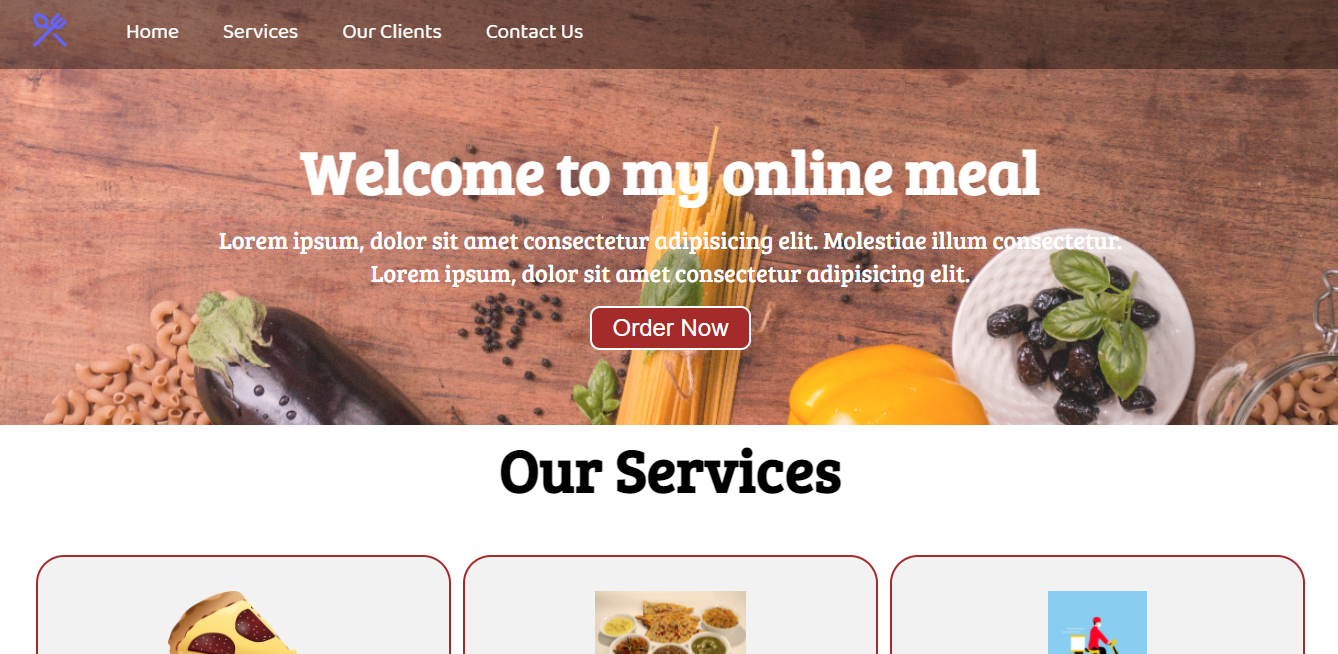 Home Services Our Clients Contact Us
Welcome to my online meal
Lorem ipsum, dolor sit amet consectetur adipisicing elit. Molestiae illum consectetur.
Lorem ipsum, dolor sit amet consectetur adipisicing elit.
Order Now
Our Services